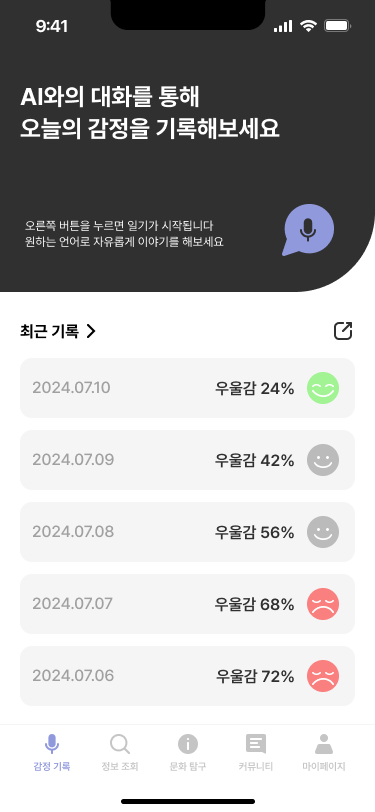 9:41
AI와의 대화를 통해
오늘의 감정을 기록해보세요
오른쪽 버튼을 누르면 일기가 시작됩니다
원하는 언어로 자유롭게 이야기를 해보세요
최근 기록
2024.07.10 우울감 24%
2024.07.09 우울감 42%
2024.07.08 우울감 56%
2024.07.07 우울감 68%
2024.07.06 우울감 72%
감정 기록 정보 조회 문화 탐구 커뮤니티 마이페이지